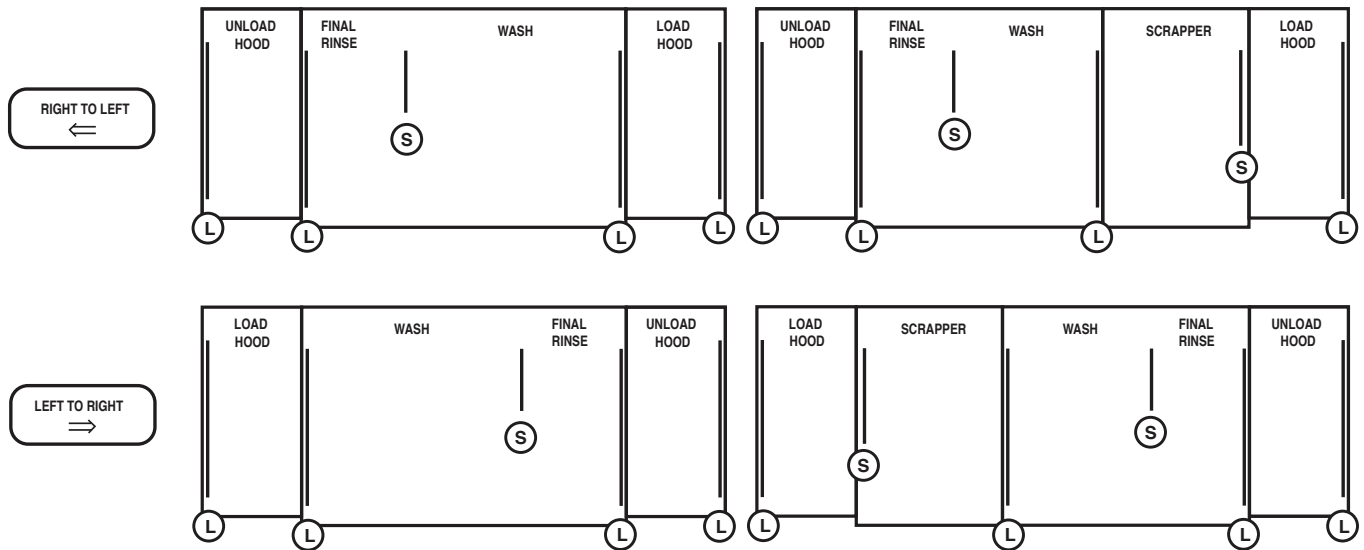 UNLOAD HOOD
FINAL RINSE
WASH
LOAD HOOD
UNLOAD HOOD
FINAL RINSE
WASH
SCRAPPER
LOAD HOOD
RIGHT TO LEFT
⇐
S
S
S
L
L
L
L
L
L
L
L
LOAD HOOD
WASH
FINAL RINSE
UNLOAD HOOD
LOAD HOOD
SCRAPPER
WASH
FINAL RINSE
UNLOAD HOOD
LEFT TO RIGHT
⇒
S
S
S
L
L
L
L
L
L
L
L